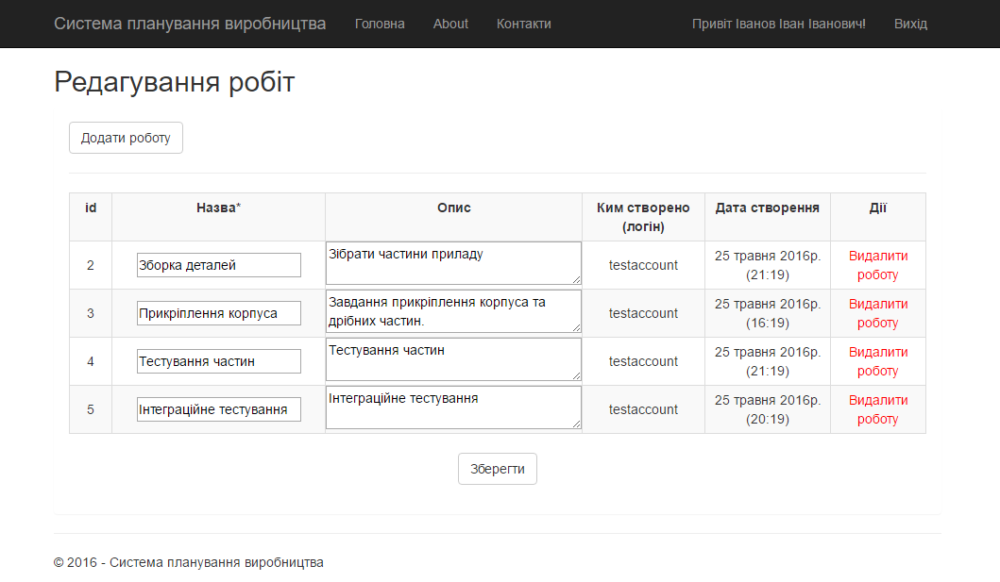 Система планування виробництва Головна About Контакти Привіт Іванов Іван Іванович! Вихід
Редагування робіт
Додати роботу
id Назва* Опис Ким створено (логін) Дата створення Дії
2 Зборка деталей Зібрати частини приладу testaccount 25 травня 2016р. (21:19) Видалити роботу
3 Прикріплення корпуса Завдання прикріплення корпуса та дрібних частин. testaccount 25 травня 2016р. (16:19) Видалити роботу
4 Тестування частин Тестування частин testaccount 25 травня 2016р. (21:19) Видалити роботу
5 Інтеграційне тестування Інтеграційне тестування testaccount 25 травня 2016р. (20:19) Видалити роботу
Зберегти
© 2016 - Система планування виробництва